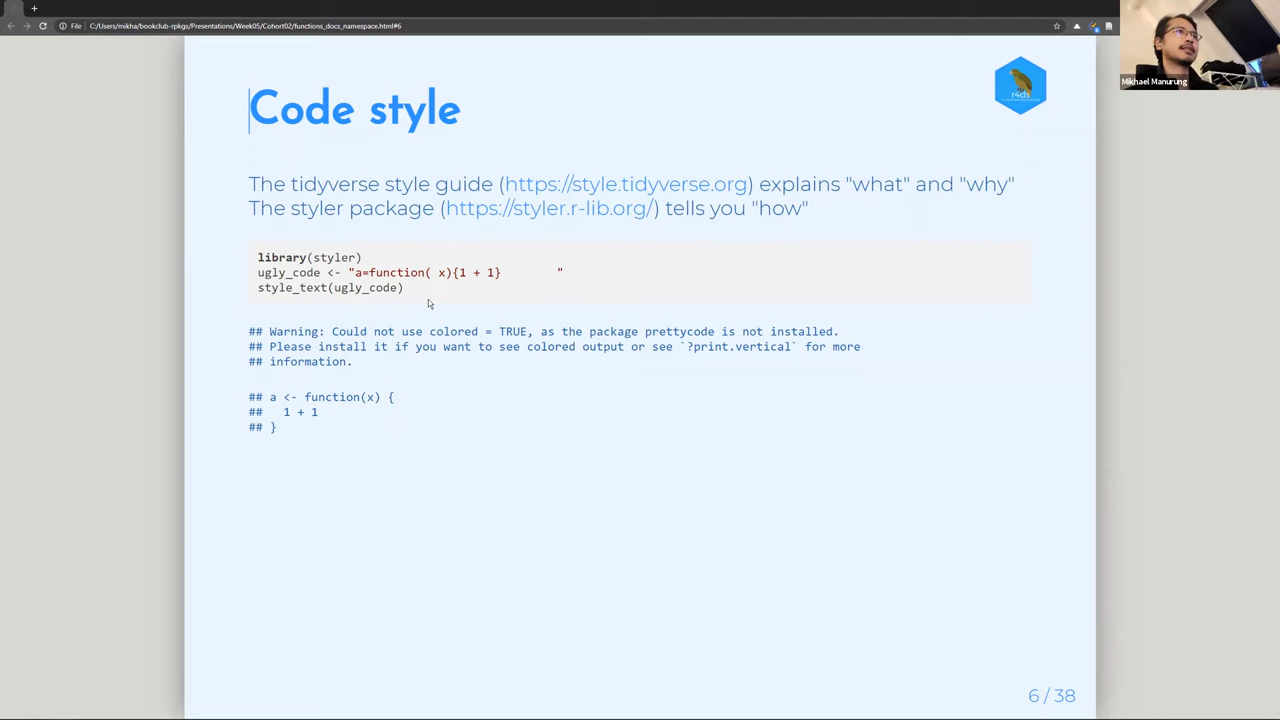 File C:/Users/mikha/bookclub-rpkgs/Presentations/Week05/Cohort02/functions_docs_namespace.html#6
Mikhael Manurung
r4ds
Code style
The tidyverse style guide (https://style.tidyverse.org) explains "what" and "why"
The styler package (https://styler.r-lib.org/) tells you "how"
library(styler)
ugly_code <- "a=function( x){1 + 1}        "
style_text(ugly_code)
## Warning: Could not use colored = TRUE, as the package prettycode is not installed.
## Please install it if you want to see colored output or see `?print.vertical` for more
## information.
## a <- function(x) {
##   1 + 1
## }
6 / 38